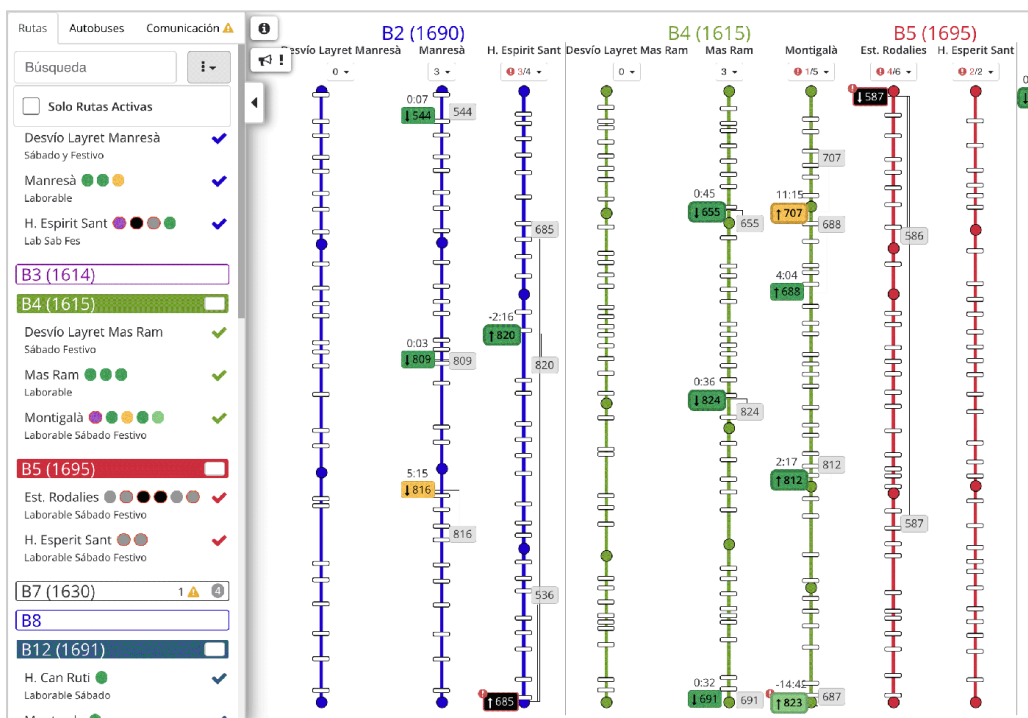 Rutas Autobuses Comunicación
Búsqueda
Solo Rutas Activas
Desvío Layret Manresà
Sábado y Festivo
Manresà
Laborable
H. Espirit Sant
Lab Sab Fes
B3 (1614)
B4 (1615)
Desvío Layret Mas Ram
Sábado Festivo
Mas Ram
Laborable
Montigalà
Laborable Sábado Festivo
B5 (1695)
Est. Rodalies
Laborable Sábado Festivo
H. Esperit Sant
Laborable Sábado Festivo
B7 (1630) 1 4
B8
B12 (1691)
H. Can Ruti
Laborable Sábado
B2 (1690)
Desvío Layret Manresà Manresà H. Espirit Sant
0 3 3/4
0:07
544 544
685
-2:16
820
0:03
809 809
820
5:15
816
816
536
685
B4 (1615)
Desvío Layret Mas Ram Mas Ram Montigalà
0 3 1/5
707
0:45 11:15
655 707
655 688
4:04
688
0:36
824
824
2:17 812
812
0:32
691 691 687
823
B5 (1695)
Est. Rodalies H. Esperit Sant
4/6 2/2
587
586
587